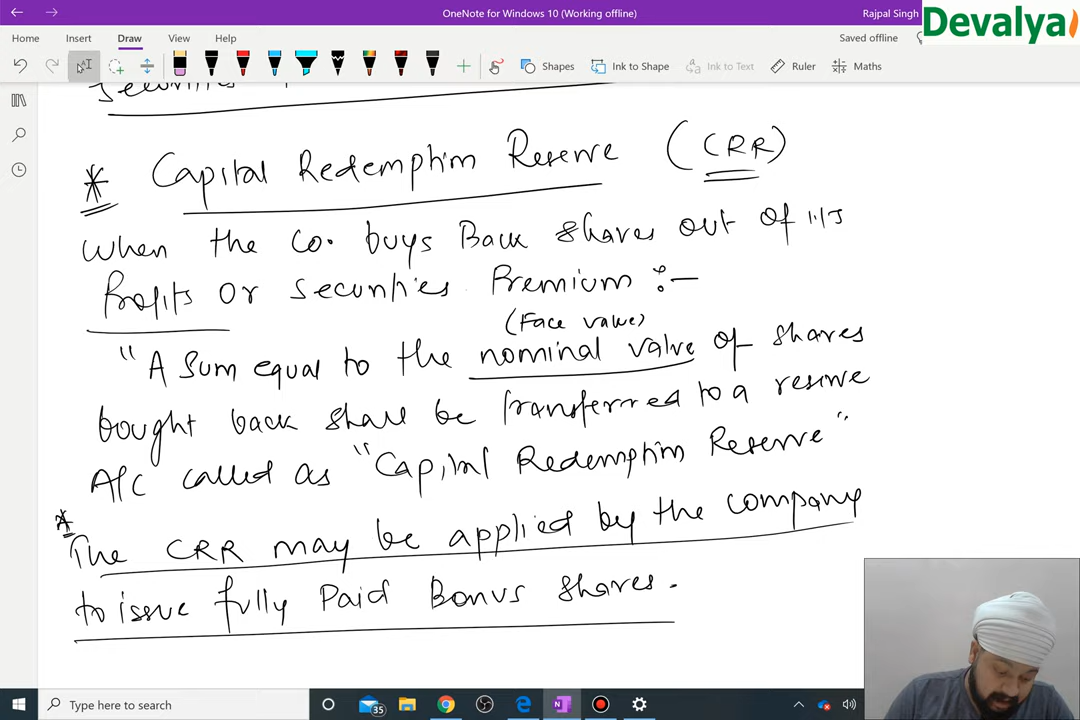 OneNote for Windows 10 (Working offline)
Rajpal Singh
Devalya
Home Insert Draw View Help
Saved offline
Shapes Ink to Shape Ink to Text Ruler Maths
Securities
* Capital Redemption Reserve (CRR)
When the Co. buys Back shares out of its
Profits Or Securities Premium :-
(Face value)
"A Sum equal to the nominal value of shares
bought back shall be transferred to a reserve
A/C called as "Capital Redemption Reserve"
* The CRR may be applied by the company
to issue fully Paid Bonus shares.
Type here to search
35